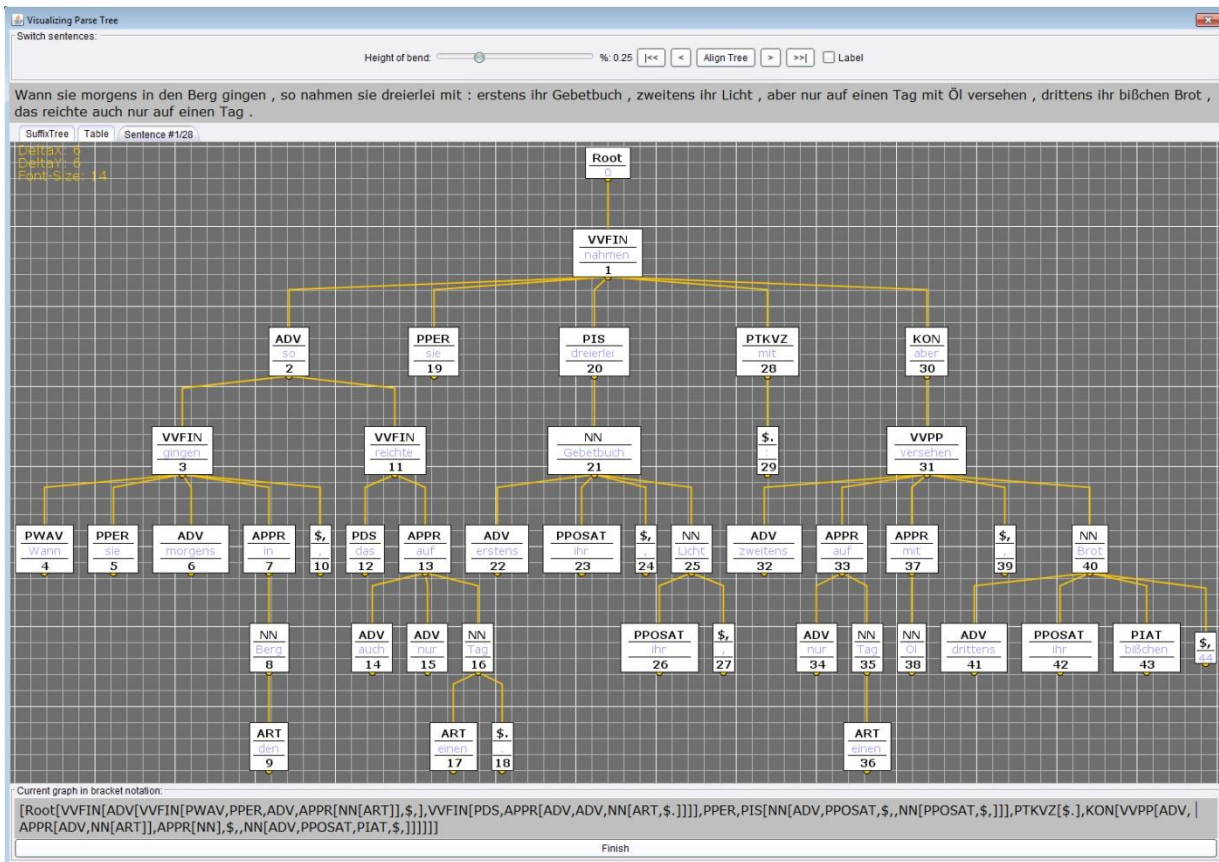 Visualizing Parse Tree
Switch sentences:
Height of bend: %: 0.25 |<< < Align Tree > >>| Label
Wann sie morgens in den Berg gingen , so nahmen sie dreierlei mit : erstens ihr Gebetbuch , zweitens ihr Licht , aber nur auf einen Tag mit Öl versehen , drittens ihr bißchen Brot ,
das reichte auch nur auf einen Tag .
SuffixTree Table Sentence #1/28
DeltaX: 6
DeltaY: 6
Font-Size: 14
Root
0
VVFIN
nahmen
1
ADV PPER PIS PTKVZ KON
so sie dreierlei mit aber
2 19 20 28 30
VVFIN VVFIN NN $. VVPP
gingen reichte Gebetbuch : versehen
3 11 21 29 31
PWAV PPER ADV APPR $, PDS APPR ADV PPOSAT $, NN ADV APPR APPR $, NN
Wann sie morgens in , das auf erstens ihr , Licht zweitens auf mit , Brot
4 5 6 7 10 12 13 22 23 24 25 32 33 37 39 40
NN ADV ADV NN PPOSAT $, ADV NN NN ADV PPOSAT PIAT $,
Berg auch nur Tag ihr , nur Tag Öl drittens ihr bißchen
8 14 15 16 26 27 34 35 38 41 42 43 44
ART ART $. ART
den einen . einen
9 17 18 36
Current graph in bracket notation:
[Root[VVFIN[ADV[VVFIN[PWAV,PPER,ADV,APPR[NN[ART]],$,],VVFIN[PDS,APPR[ADV,ADV,NN[ART,$.]]]],PPER,PIS[NN[ADV,PPOSAT,$,,NN[PPOSAT,$,]]],PTKVZ[$.],KON[VVPP[ADV,
APPR[ADV,NN[ART]],APPR[NN],$,,NN[ADV,PPOSAT,PIAT,$,]]]]]]
Finish